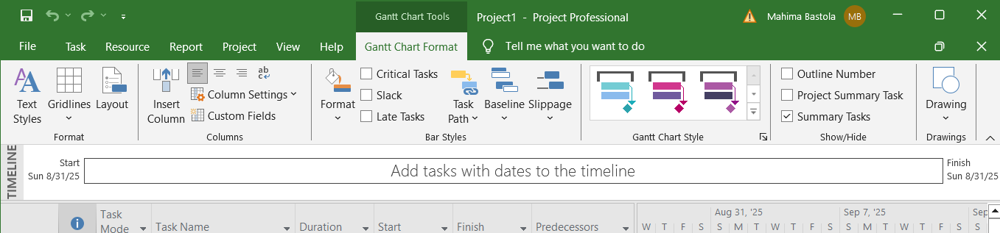 Gantt Chart Tools
Project1 - Project Professional
Mahima Bastola
MB
File
Task
Resource
Report
Project
View
Help
Gantt Chart Format
Tell me what you want to do
Text Styles
Gridlines
Layout
Format
Insert Column
ab
c
Column Settings
Custom Fields
Columns
Format
Critical Tasks
Slack
Late Tasks
Task Path
Baseline
Slippage
Bar Styles
Gantt Chart Style
Outline Number
Project Summary Task
Summary Tasks
Show/Hide
Drawing
Drawings
TIMELINE
Start
Sun 8/31/25
Add tasks with dates to the timeline
Finish
Sun 8/31/25
Task Mode
Task Name
Duration
Start
Finish
Predecessors
Aug 31, '25
Sep 7, '25
Sep
W T F S S M T W T F S S M T W T F S S